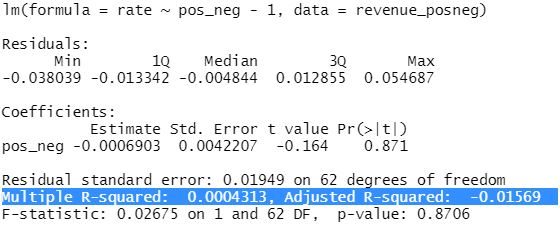 lm(formula = rate ~ pos_neg - 1, data = revenue_posneg)
Residuals:
Min 1Q Median 3Q Max
-0.038039 -0.013342 -0.004844 0.012855 0.054687
Coefficients:
Estimate Std. Error t value Pr(>|t|)
pos_neg -0.0006903 0.0042207 -0.164 0.871
Residual standard error: 0.01949 on 62 degrees of freedom
Multiple R-squared: 0.0004313, Adjusted R-squared: -0.01569
F-statistic: 0.02675 on 1 and 62 DF, p-value: 0.8706